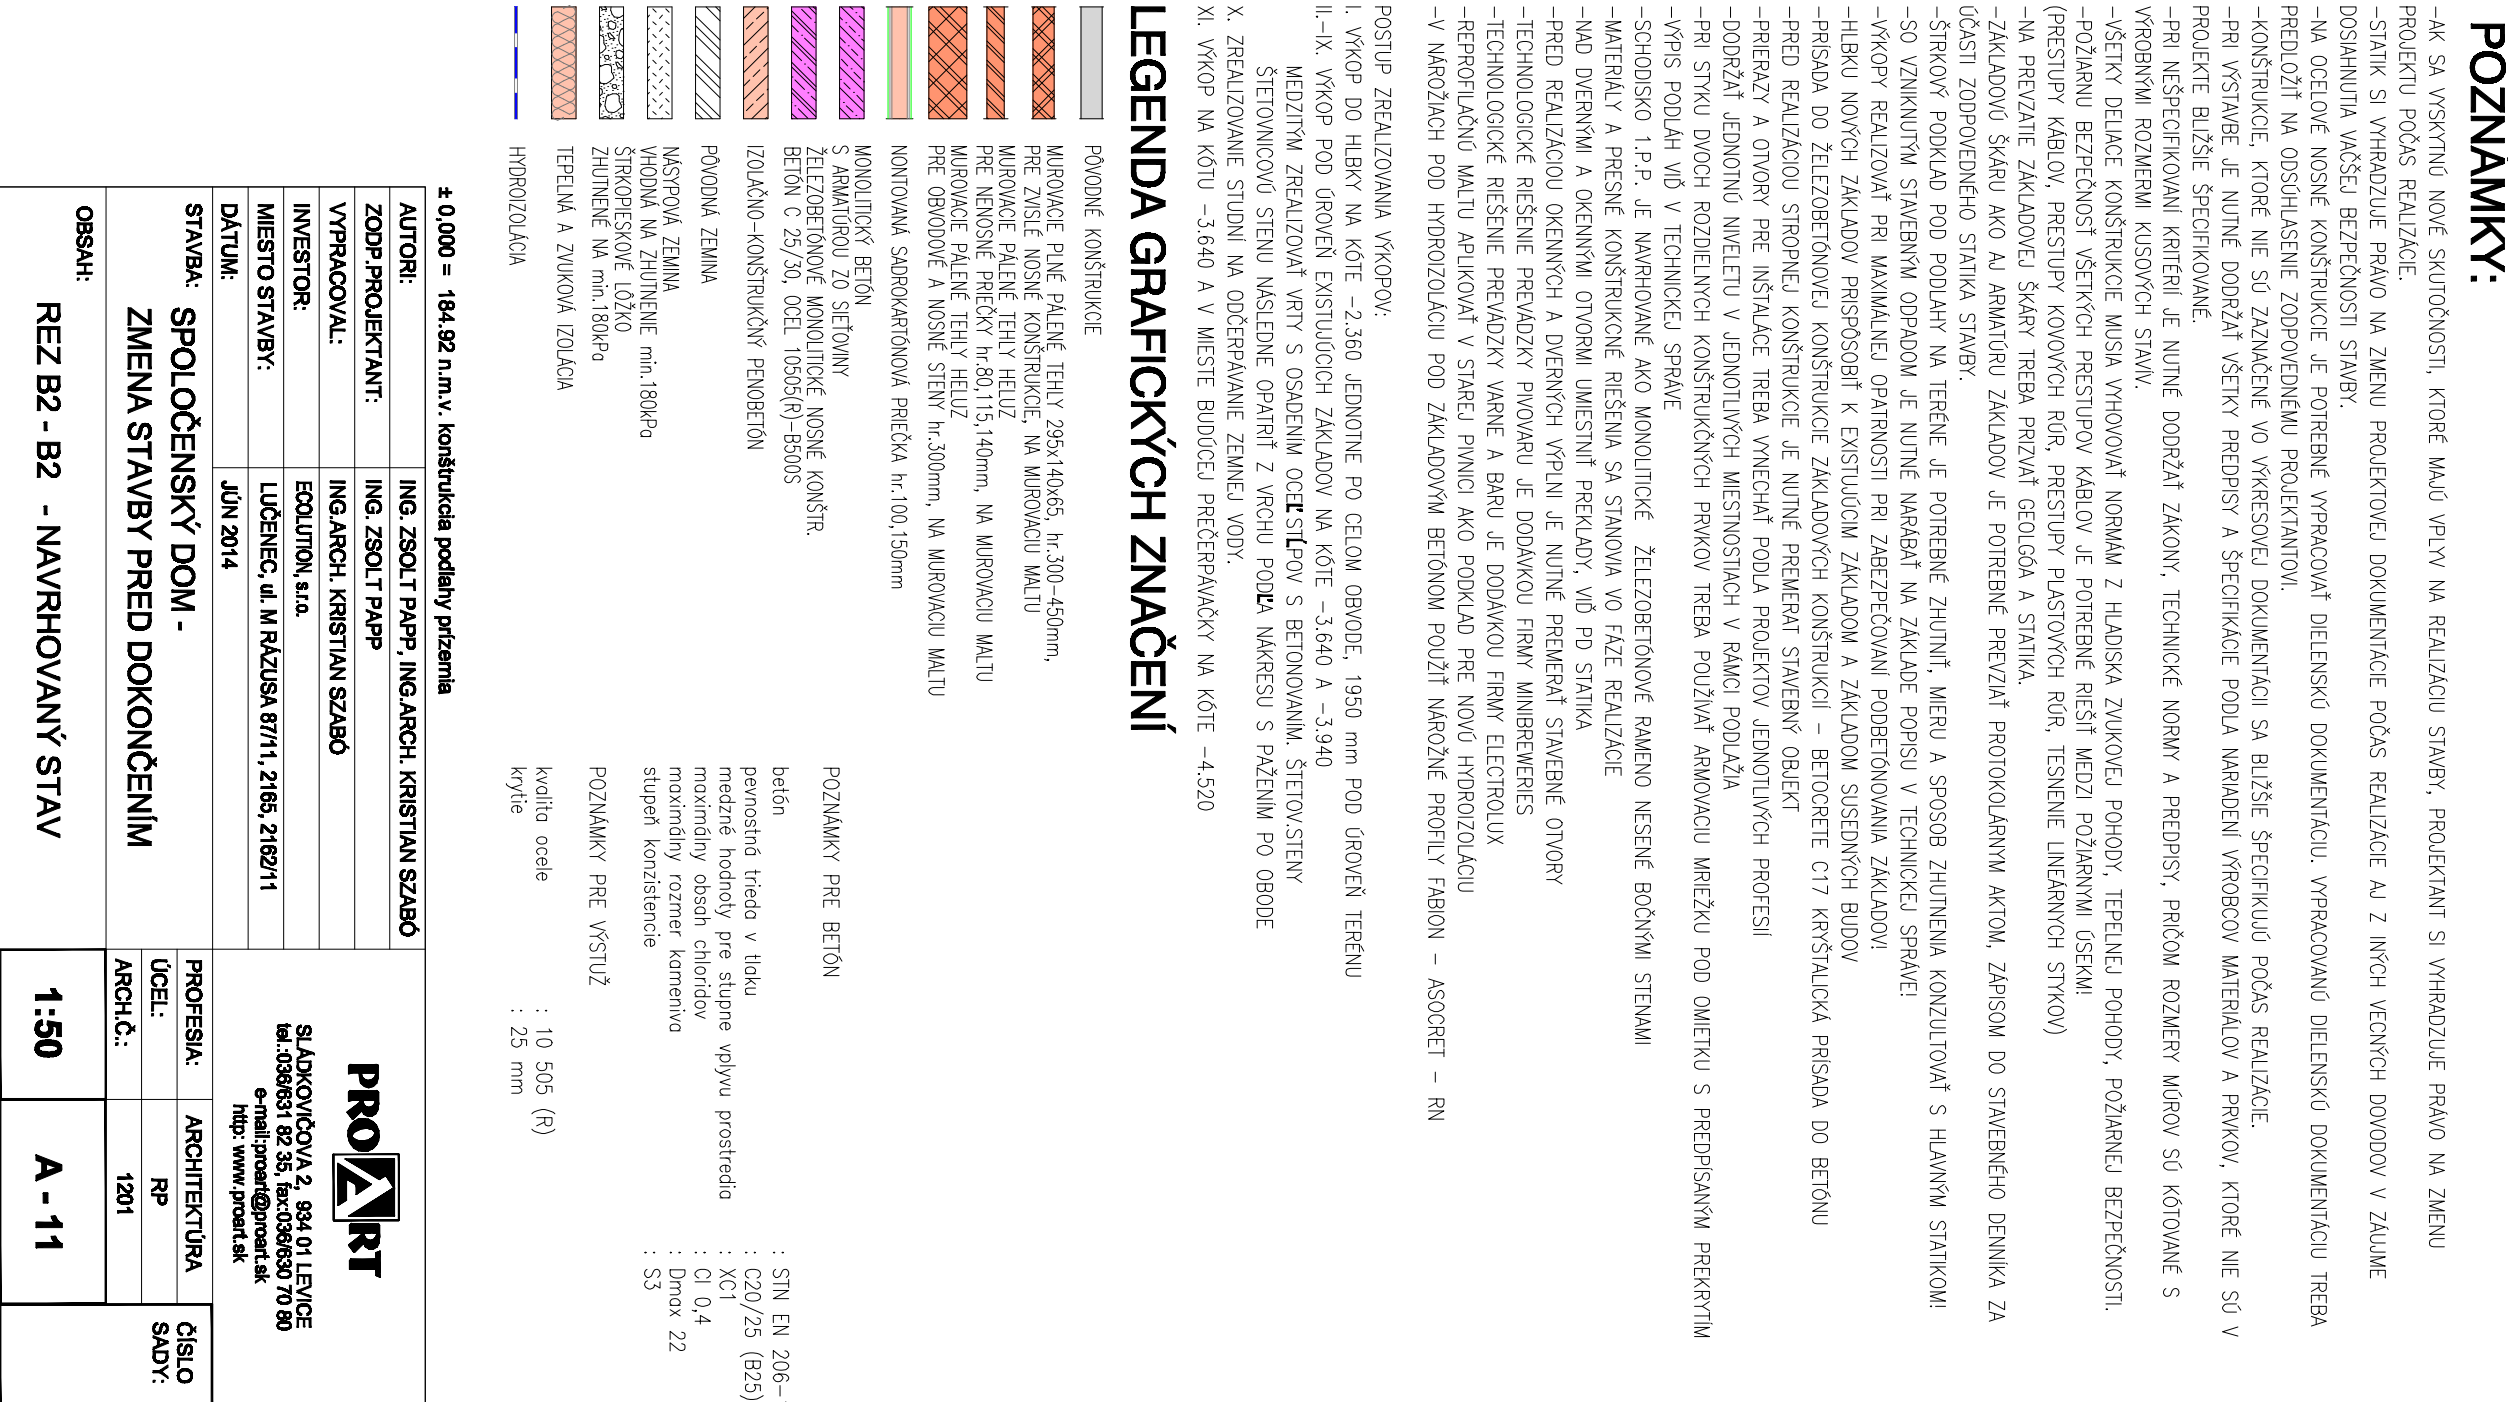 POZNÁMKY:
-AK SA VYSKYTNÚ NOVÉ SKUTOČNOSTI, KTORÉ MAJÚ VPLYV NA REALIZÁCIU STAVBY, PROJEKTANT SI VYHRADZUJE PRÁVO NA ZMENU
PROJEKTU POČAS REALIZÁCIE.
-STATIK SI VYHRADZUJE PRÁVO NA ZMENU PROJEKTOVEJ DOKUMENTÁCIE POČAS REALIZÁCIE AJ Z INÝCH VECNÝCH DOVODOV V ZÁUJME
DOSIAHNUTIA VAČŠEJ BEZPEČNOSTI STAVBY.
-NA OCELOVÉ NOSNÉ KONŠTRUKCIE JE POTREBNÉ VYPRACOVAŤ DIELENSKÚ DOKUMENTÁCIU. VYPRACOVANÚ DIELENSKÚ DOKUMENTÁCIU TREBA
PREDLOŽIŤ NA ODSÚHLASENIE ZODPOVEDNÉMU PROJEKTANTOVI.
-KONŠTRUKCIE, KTORÉ NIE SÚ ZAZNAČENÉ VO VÝKRESOVEJ DOKUMENTÁCII SA BLIŽŠIE ŠPECIFIKUJÚ POČAS REALIZÁCIE.
-PRI VÝSTAVBE JE NUTNÉ DODRŽAŤ VŠETKY PREDPISY A ŠPECIFIKÁCIE PODLA NARADENÍ VÝROBCOV MATERIÁLOV A PRVKOV, KTORÉ NIE SÚ V
PROJEKTE BLIŽŠIE ŠPECIFIKOVANÉ.
-PRI NEŠPECIFIKOVANÍ KRITÉRIÍ JE NUTNÉ DODRŽAŤ ZÁKONY, TECHNICKÉ NORMY A PREDPISY, PRIČOM ROZMERY MÚROV SÚ KÓTOVANÉ S
VÝROBNÝMI ROZMERMI KUSOVÝCH STAVÍV.
-VŠETKY DELIACE KONŠTRUKCIE MUSIA VYHOVOVAŤ NORMÁM Z HLADISKA ZVUKOVEJ POHODY, TEPELNEJ POHODY, POŽIARNEJ BEZPEČNOSTI.
-POŽIARNU BEZPEČNOSŤ VŠETKÝCH PRESTUPOV KÁBLOV JE POTREBNÉ RIEŠIŤ MEDZI POŽIARNYMI ÚSEKMI
(PRESTUPY KÁBLOV, PRESTUPY KOVOVÝCH RÚR, PRESTUPY PLASTOVÝCH RÚR, TESNENIE LINEÁRNYCH STYKOV)
-NA PREVZATIE ZÁKLADOVEJ ŠKÁRY TREBA PRIZVAŤ GEOLGÓA A STATIKA.
-ZÁKLADOVÚ ŠKÁRU AKO AJ ARMATÚRU ZÁKLADOV JE POTREBNÉ PREVZIAŤ PROTOKOLÁRNYM AKTOM, ZÁPISOM DO STAVEBNÉHO DENNÍKA ZA
ÚČASTI ZODPOVEDNÉHO STATIKA STAVBY.
-ŠTRKOVÝ PODKLAD POD PODLAHY NA TERÉNE JE POTREBNÉ ZHUTNIŤ, MIERU A SPOSOB ZHUTNENIA KONZULTOVAŤ S HLAVNÝM STATIKOM!
-SO VZNIKNUTÝM STAVEBNÝM ODPADOM JE NUTNÉ NARÁBAŤ NA ZÁKLADE POPISU V TECHNICKEJ SPRÁVE!
-VÝKOPY REALIZOVAŤ PRI MAXIMÁLNEJ OPATRNOSTI PRI ZABEZPEČOVANÍ PODBETÓNOVANIA ZÁKLADOV!
-HLBKU NOVÝCH ZÁKLADOV PRISPÔSOBIŤ K EXISTUJÚCIM ZÁKLADOM A ZÁKLADOM SUSEDNÝCH BUDOV
-PRÍSADA DO ŽELEZOBETÓNOVEJ KONŠTRUKCIE ZÁKLADOVÝCH KONŠTRUKCIÍ - BETOCRETE C17 KRYŠTALICKÁ PRÍSADA DO BETÓNU
-PRED REALIZÁCIOU STROPNEJ KONŠTRUKCIE JE NUTNÉ PREMERAT STAVEBNÝ OBJEKT
-PRIERAZY A OTVORY PRE INŠTALÁCE TREBA VYNECHAŤ PODLA PROJEKTOV JEDNOTLIVÝCH PROFESIÍ
-DODRŽAŤ JEDNOTNÚ NIVELETU V JEDNOTLIVÝCH MIESTNOSTIACH V RÁMCI PODLAŽIA
-PRI STYKU DVOCH ROZDIELNYCH KONŠTRUKČNÝCH PRVKOV TREBA POUŽÍVAŤ ARMOVACIU MRIEŽKU POD OMIETKU S PREDPÍSANÝM PREKRYTÍM
-VÝPIS PODLÁH VIĎ V TECHNICKEJ SPRÁVE
-SCHODISKO 1.P.P. JE NAVRHOVANÉ AKO MONOLITICKÉ ŽELEZOBETÓNOVÉ RAMENO NESENÉ BOČNÝMI STENAMI
-MATERIÁLY A PRESNÉ KONŠTRUKCNÉ RIEŠENIA SA STANOVIA VO FÁZE REALIZÁCIE
-NAD DVERNÝMI A OKENNÝMI OTVORMI UMIESTNIŤ PREKLADY, VIĎ PD STATIKA
-PRED REALIZÁCIOU OKENNÝCH A DVERNÝCH VÝPLNI JE NUTNÉ PREMERAŤ STAVEBNÉ OTVORY
-TECHNOLOGICKÉ RIEŠENIE PREVÁDZKY PIVOVARU JE DODÁVKOU FIRMY MINIBREWERIES
-TECHNOLOGICKÉ RIEŠENIE PREVÁDZKY VARNE A BARU JE DODÁVKOU FIRMY ELECTROLUX
-REPROFILAČNÚ MALTU APLIKOVAŤ V STAREJ PIVNICI AKO PODKLAD PRE NOVÚ HYDROIZOLÁCIU
-V NÁROŽIACH POD HYDROIZOLÁCIU POD ZÁKLADOVÝM BETÓNOM POUŽIŤ NÁROŽNÉ PROFILY FABION - ASOCRET - RN
POSTUP ZREALIZOVANIA VÝKOPOV:
I. VÝKOP DO HLBKY NA KÓTE -2.360 JEDNOTNE PO CELOM OBVODE, 1950 mm POD ÚROVEŇ TERÉNU
II.-IX. VÝKOP POD ÚROVEŇ EXISTUJÚCICH ZÁKLADOV NA KÓTE -3.640 A -3.940
MEDZITÝM ZREALIZOVAŤ VRTY S OSADENÍM OCEĽ STĹPOV S BETONOVANÍM. ŠTETOV.STENY
ŠTETOVNICOVÚ STENU NÁSLEDNE OPATRIŤ Z VRCHU PODĽA NÁKRESU S PAŽENÍM PO OBODE
X. ZREALIZOVANIE STUDNÍ NA ODČERPÁVANIE ZEMNEJ VODY.
XI. VÝKOP NA KÓTU -3.640 A V MIESTE BUDÚCEJ PREČERPÁVAČKY NA KÓTE -4.520
LEGENDA GRAFICKÝCH ZNAČENÍ
PÔVODNÉ KONŠTRUKCIE
MUROVACIE PLNÉ PÁLENÉ TEHLY 295x140x65, hr.300-450mm,
PRE ZVISLÉ NOSNÉ KONŠTRUKCIE, NA MUROVACIU MALTU
MUROVACIE PÁLENÉ TEHLY HELUZ
PRE NENOSNÉ PRIEČKY hr.80,115,140mm, NA MUROVACIU MALTU
MUROVACIE PÁLENÉ TEHLY HELUZ
PRE OBVODOVÉ A NOSNÉ STENY hr.300mm, NA MUROVACIU MALTU
NONTOVANÁ SADROKARTÓNOVÁ PRIEČKA hr.100,150mm
MONOLITICKÝ BETÓN
S ARMATÚROU ZO SIEŤOVINY
ŽELEZOBETÓNOVÉ MONOLITICKÉ NOSNÉ KONŠTR.
BETÓN C 25/30, OCEL 10505(R)-B500S
IZOLAČNO-KONŠTRUKČNÝ PENOBETÓN
PÔVODNÁ ZEMINA
NÁSYPOVÁ ZEMINA
VHODNÁ NA ZHUTNENIE min.180kPa
ŠTRKOPIESKOVÉ LÔŽKO
ZHUTNENÉ NA min.180kPa
TEPELNÁ A ZVUKOVÁ IZOLÁCIA
HYDROIZOLÁCIA
POZNÁMKY PRE BETÓN
betón : STN EN 206-
pevnostná trieda v tlaku : C20/25 (B25)
medzné hodnoty pre stupne vplyvu prostredia : XC1
maximálny obsah chloridov : Cl 0,4
maximálny rozmer kameniva : Dmax 22
stupeň konzistencie : S3
POZNÁMKY PRE VÝSTUŽ
kvalita ocele : 10 505 (R)
krytie : 25 mm
± 0,000 = 184.92 n.m.v. konštrukcia podlahy prízemia
AUTORI: ING. ZSOLT PAPP, ING.ARCH. KRISTIAN SZABÓ
ZODP.PROJEKTANT: ING. ZSOLT PAPP
VYPRACOVAL: ING.ARCH. KRISTIAN SZABÓ
INVESTOR: ECOLUTION, s.r.o.
MIESTO STAVBY: LUČENEC, ul. M RÁZUSA 87/11, 2165, 2162/11
DÁTUM: JÚN 2014
PROART
SLÁDKOVIČOVA 2, 934 01 LEVICE
tel.:036/631 82 35, fax:036/630 70 80
e-mail:proart@proart.sk
http: www.proart.sk
STAVBA: SPOLOČENSKÝ DOM -
ZMENA STAVBY PRED DOKONČENÍM
PROFESIA: ARCHITEKTÚRA
ÚCEL: RP
ARCH.Č.: 1201
ČÍSLO
SADY:
OBSAH:
REZ B2 - B2 - NAVRHOVANÝ STAV
1:50
A - 11